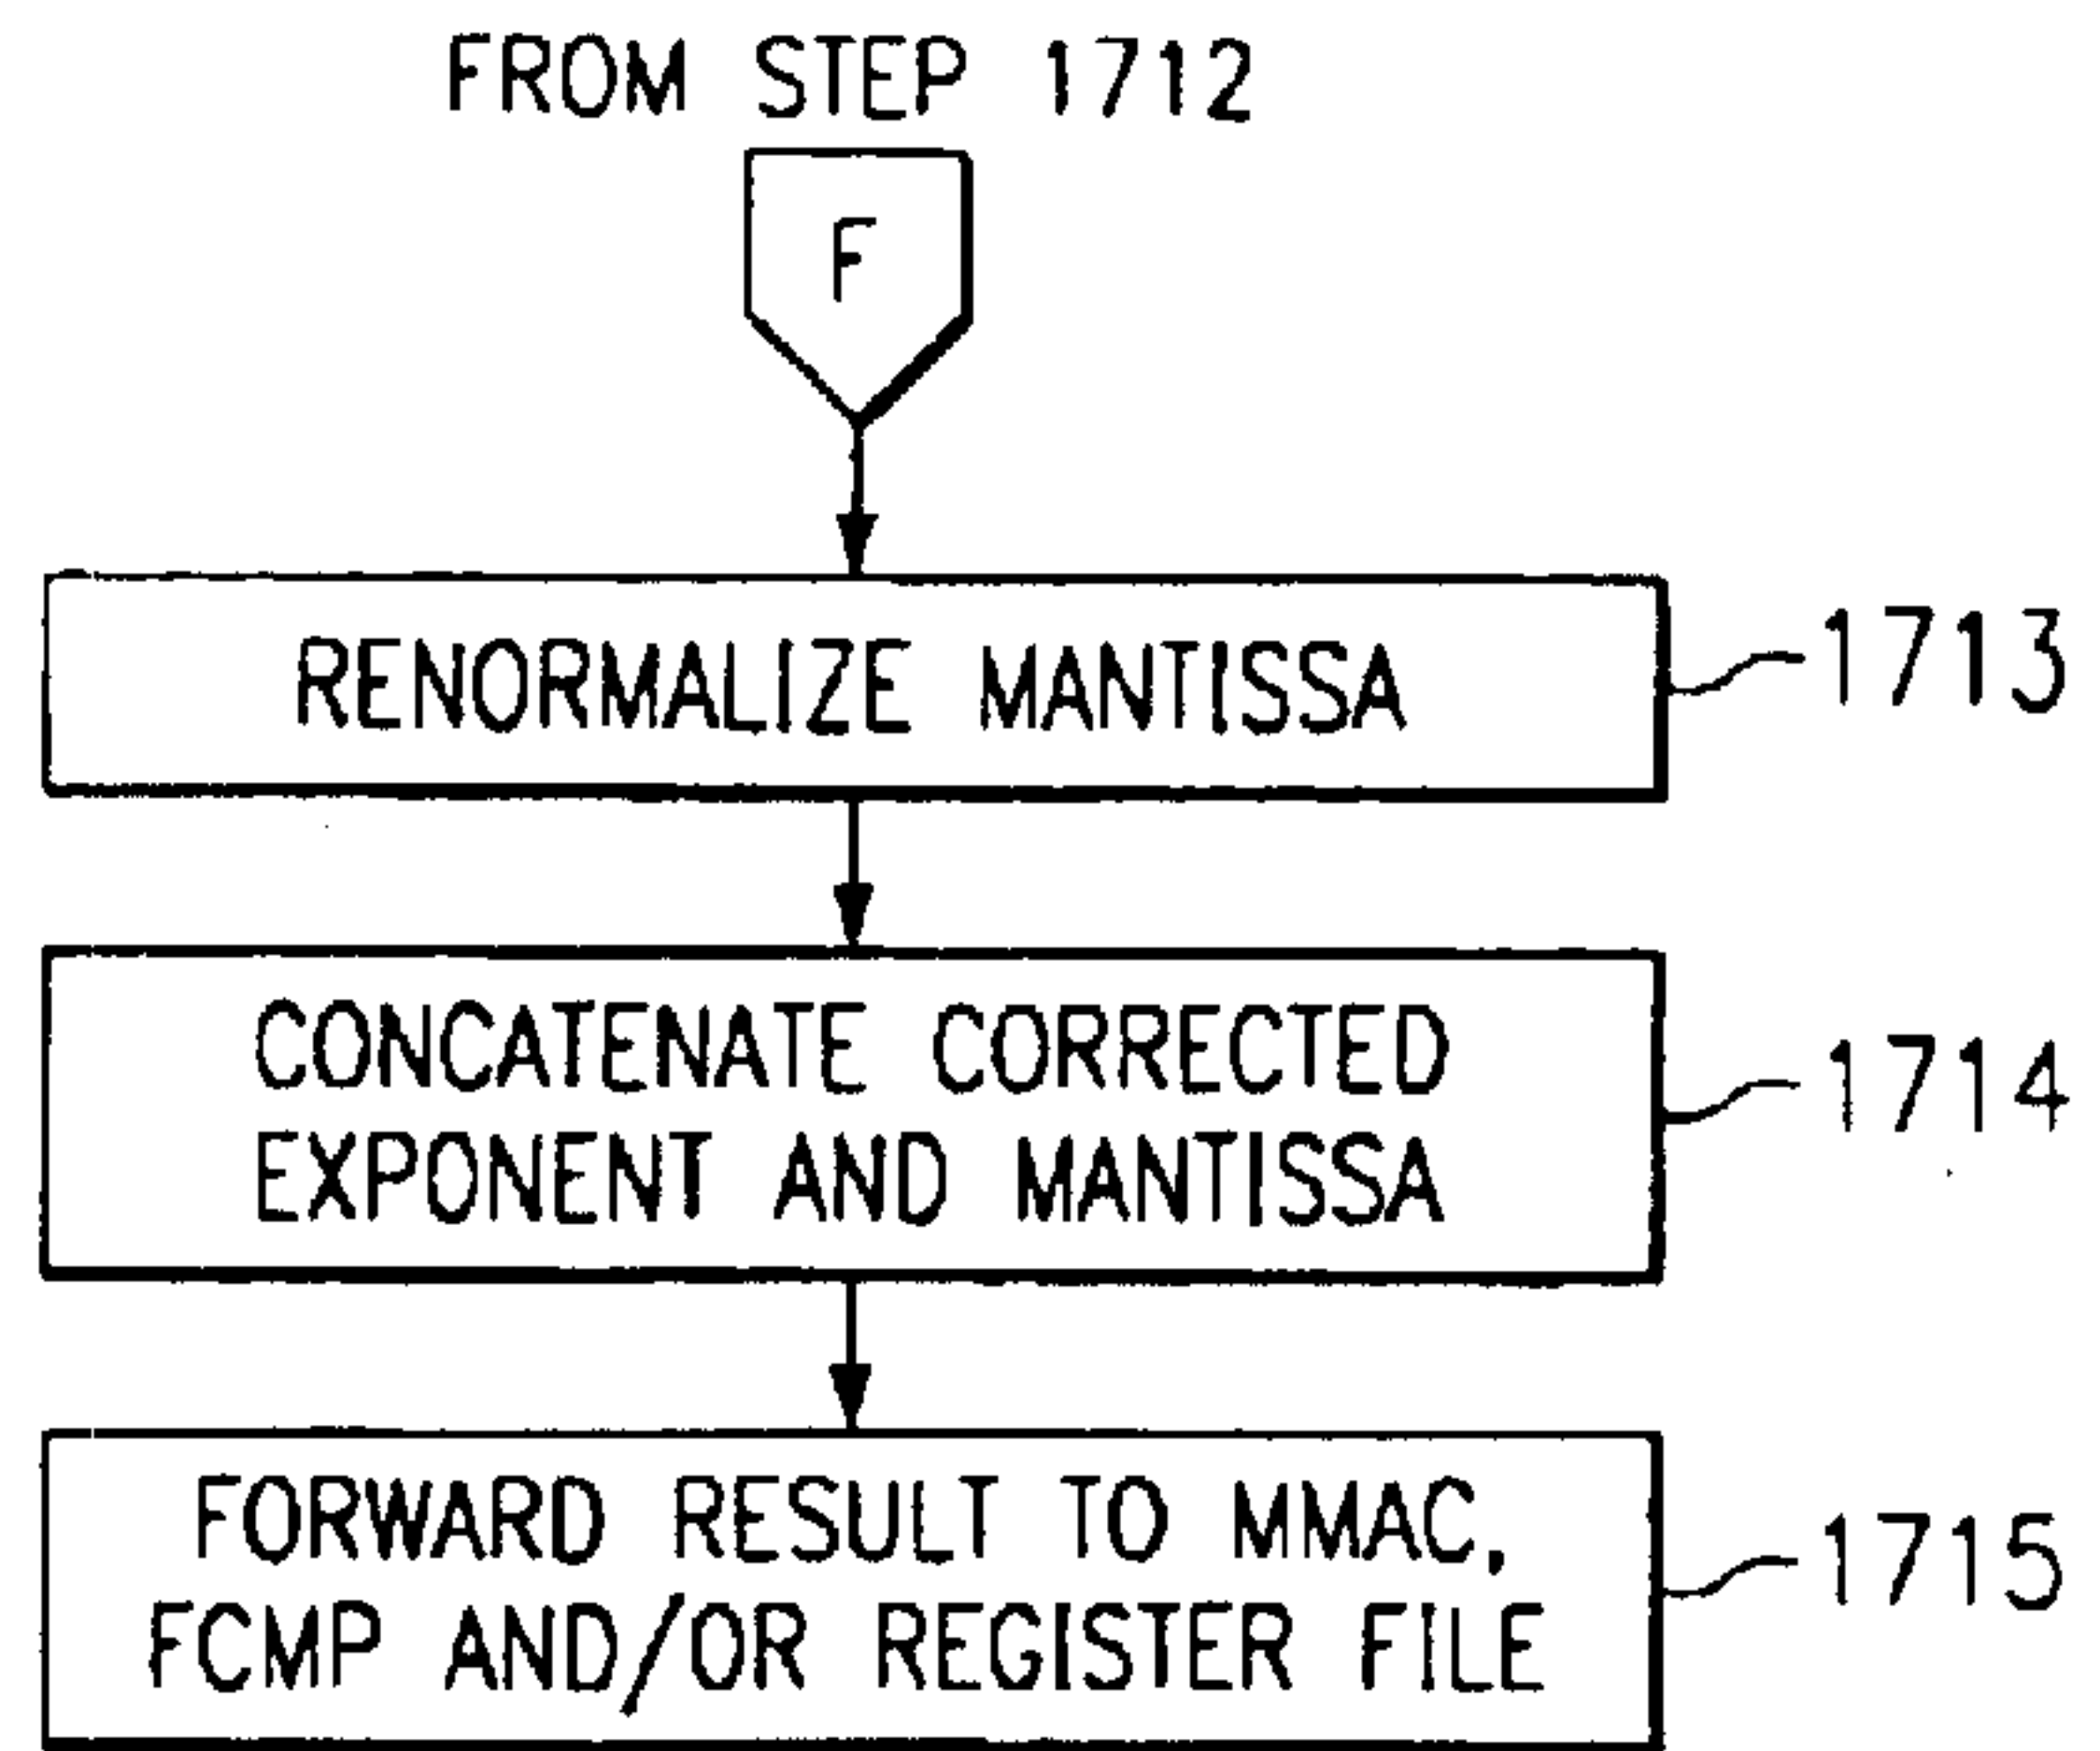 FROM STEP 1712
F
RENORMALIZE MANTISSA
1713
CONCATENATE CORRECTED
EXPONENT AND MANTISSA
1714
FORWARD RESULT TO MMAC,
FCMP AND/OR REGISTER FILE
1715